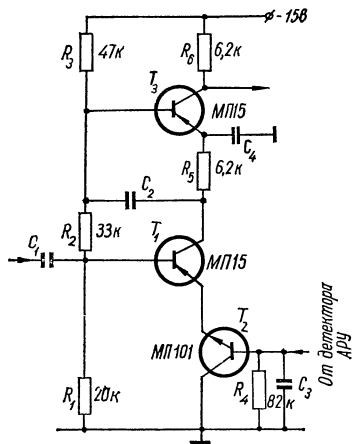 -15в
R3 47к
R6 6,2к
T3
МП15
C4
R5 6,2к
C2
R2 33к
C1
T1
МП15
T2
МП101
R1 20к
R4 82к
C3
От детектора
АРУ